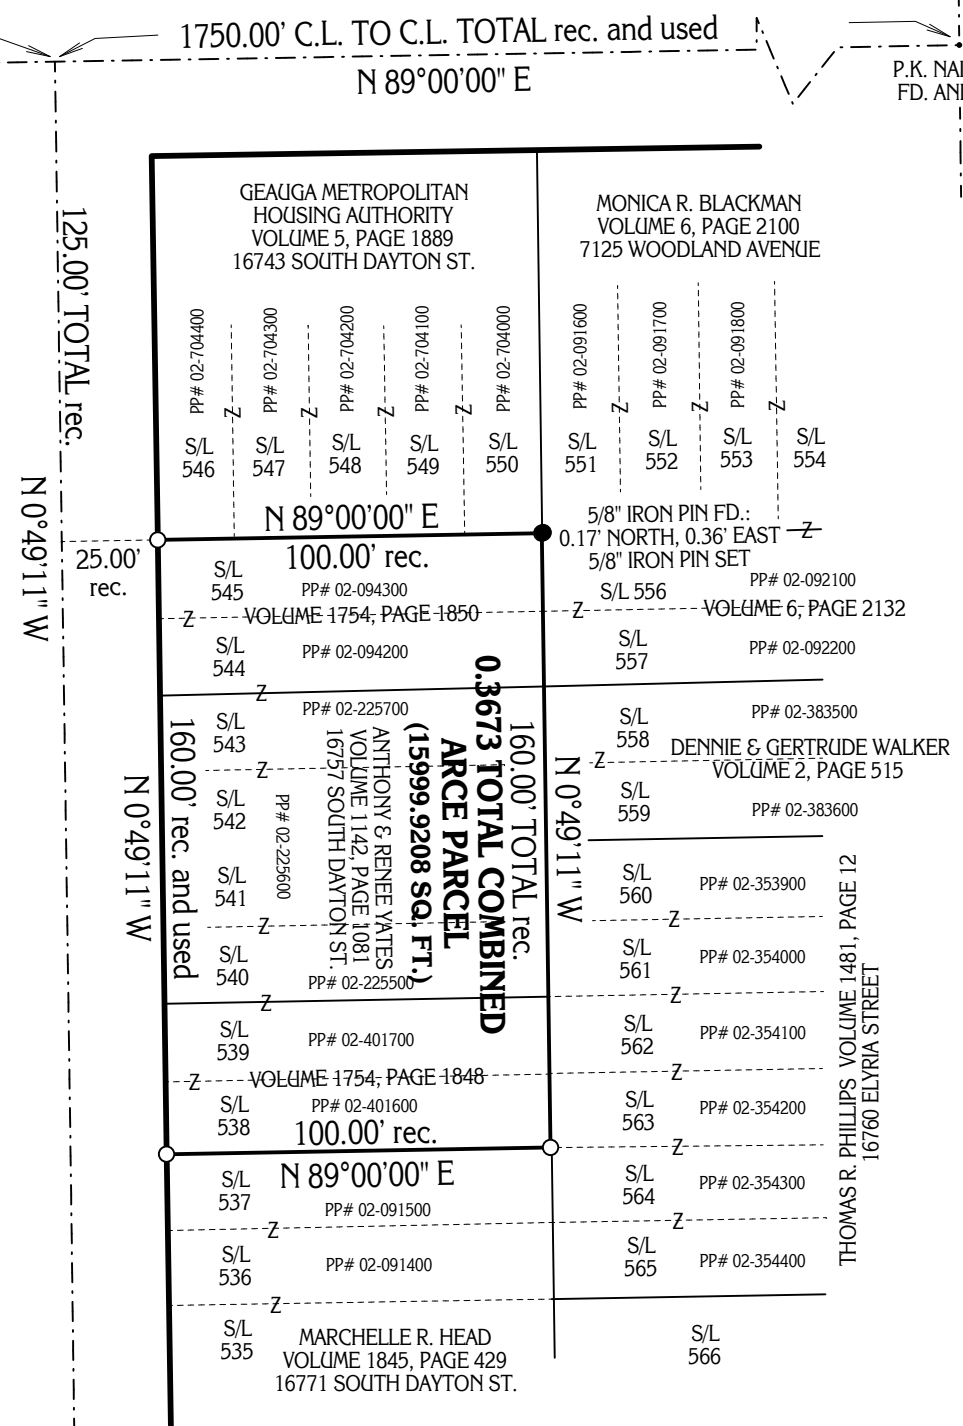 1750.00' C.L. TO C.L. TOTAL rec. and used
N 89°00'00" E
P.K. NAI
FD. ANI
125.00' TOTAL rec.
N 0°49'11" W
GEAUGA METROPOLITAN
HOUSING AUTHORITY
VOLUME 5, PAGE 1889
16743 SOUTH DAYTON ST.
MONICA R. BLACKMAN
VOLUME 6, PAGE 2100
7125 WOODLAND AVENUE
PP# 02-704400
PP# 02-704300
PP# 02-704200
PP# 02-704100
PP# 02-704000
PP# 02-091600
PP# 02-091700
PP# 02-091800
Z Z Z Z Z Z Z
S/L
546
S/L
547
S/L
548
S/L
549
S/L
550
S/L
551
S/L
552
S/L
553
S/L
554
N 89°00'00" E
100.00' rec.
25.00'
rec.
5/8" IRON PIN FD.:
0.17' NORTH, 0.36' EAST Z
5/8" IRON PIN SET
S/L
545
PP# 02-094300
Z VOLUME 1754, PAGE 1850
S/L
544
PP# 02-094200
Z
S/L 556
PP# 02-092100
Z VOLUME 6, PAGE 2132
S/L
557
PP# 02-092200
S/L
543
PP# 02-225700
Z
S/L
542
PP# 02-225600
S/L
541
Z
S/L
540
PP# 02-225500
Z
160.00' rec. and used
N 0°49'11" W
ANTHONY & RENEE YATES
VOLUME 1142, PAGE 1081
16757 SOUTH DAYTON ST.
0.3673 TOTAL COMBINED
ARCE PARCEL
(15999.9208 SQ. FT.)
160.00' TOTAL rec.
N 0°49'11" W
S/L
558
PP# 02-383500
Z
DENNIE & GERTRUDE WALKER
VOLUME 2, PAGE 515
S/L
559
PP# 02-383600
S/L
560
PP# 02-353900
Z
S/L
561
PP# 02-354000
Z
S/L
562
PP# 02-354100
Z
S/L
563
PP# 02-354200
Z
S/L
564
PP# 02-354300
Z
S/L
565
PP# 02-354400
THOMAS R. PHILLIPS VOLUME 1481, PAGE 12
16760 ELYRIA STREET
S/L
539
PP# 02-401700
Z VOLUME 1754, PAGE 1848
S/L
538
PP# 02-401600
100.00' rec.
N 89°00'00" E
S/L
537
PP# 02-091500
Z
S/L
536
PP# 02-091400
Z
S/L
535
MARCHELLE R. HEAD
VOLUME 1845, PAGE 429
16771 SOUTH DAYTON ST.
S/L
566